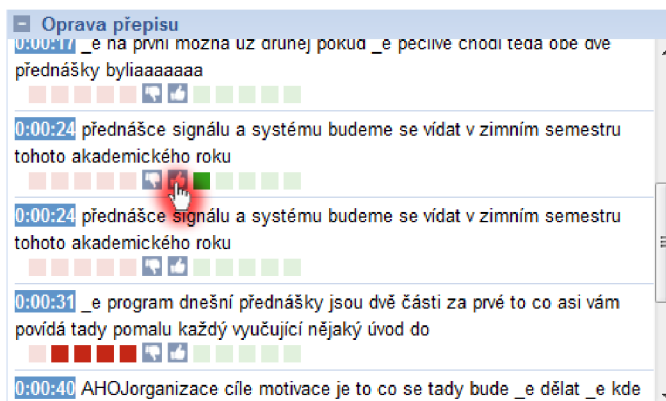 Oprava přepisu
0:00:17 _e na první možná už druhej pokud _e pečlivě chodí teda obě dvě
přednášky byliaaaaaaa
0:00:24 přednášce signálu a systému budeme se vídat v zimním semestru
tohoto akademického roku
0:00:24 přednášce signálu a systému budeme se vídat v zimním semestru
tohoto akademického roku
0:00:31 _e program dnešní přednášky jsou dvě části za prvé to co asi vám
povídá tady pomalu každý vyučující nějaký úvod do
0:00:40 AHOJorganizace cíle motivace je to co se tady bude _e dělat _e kde